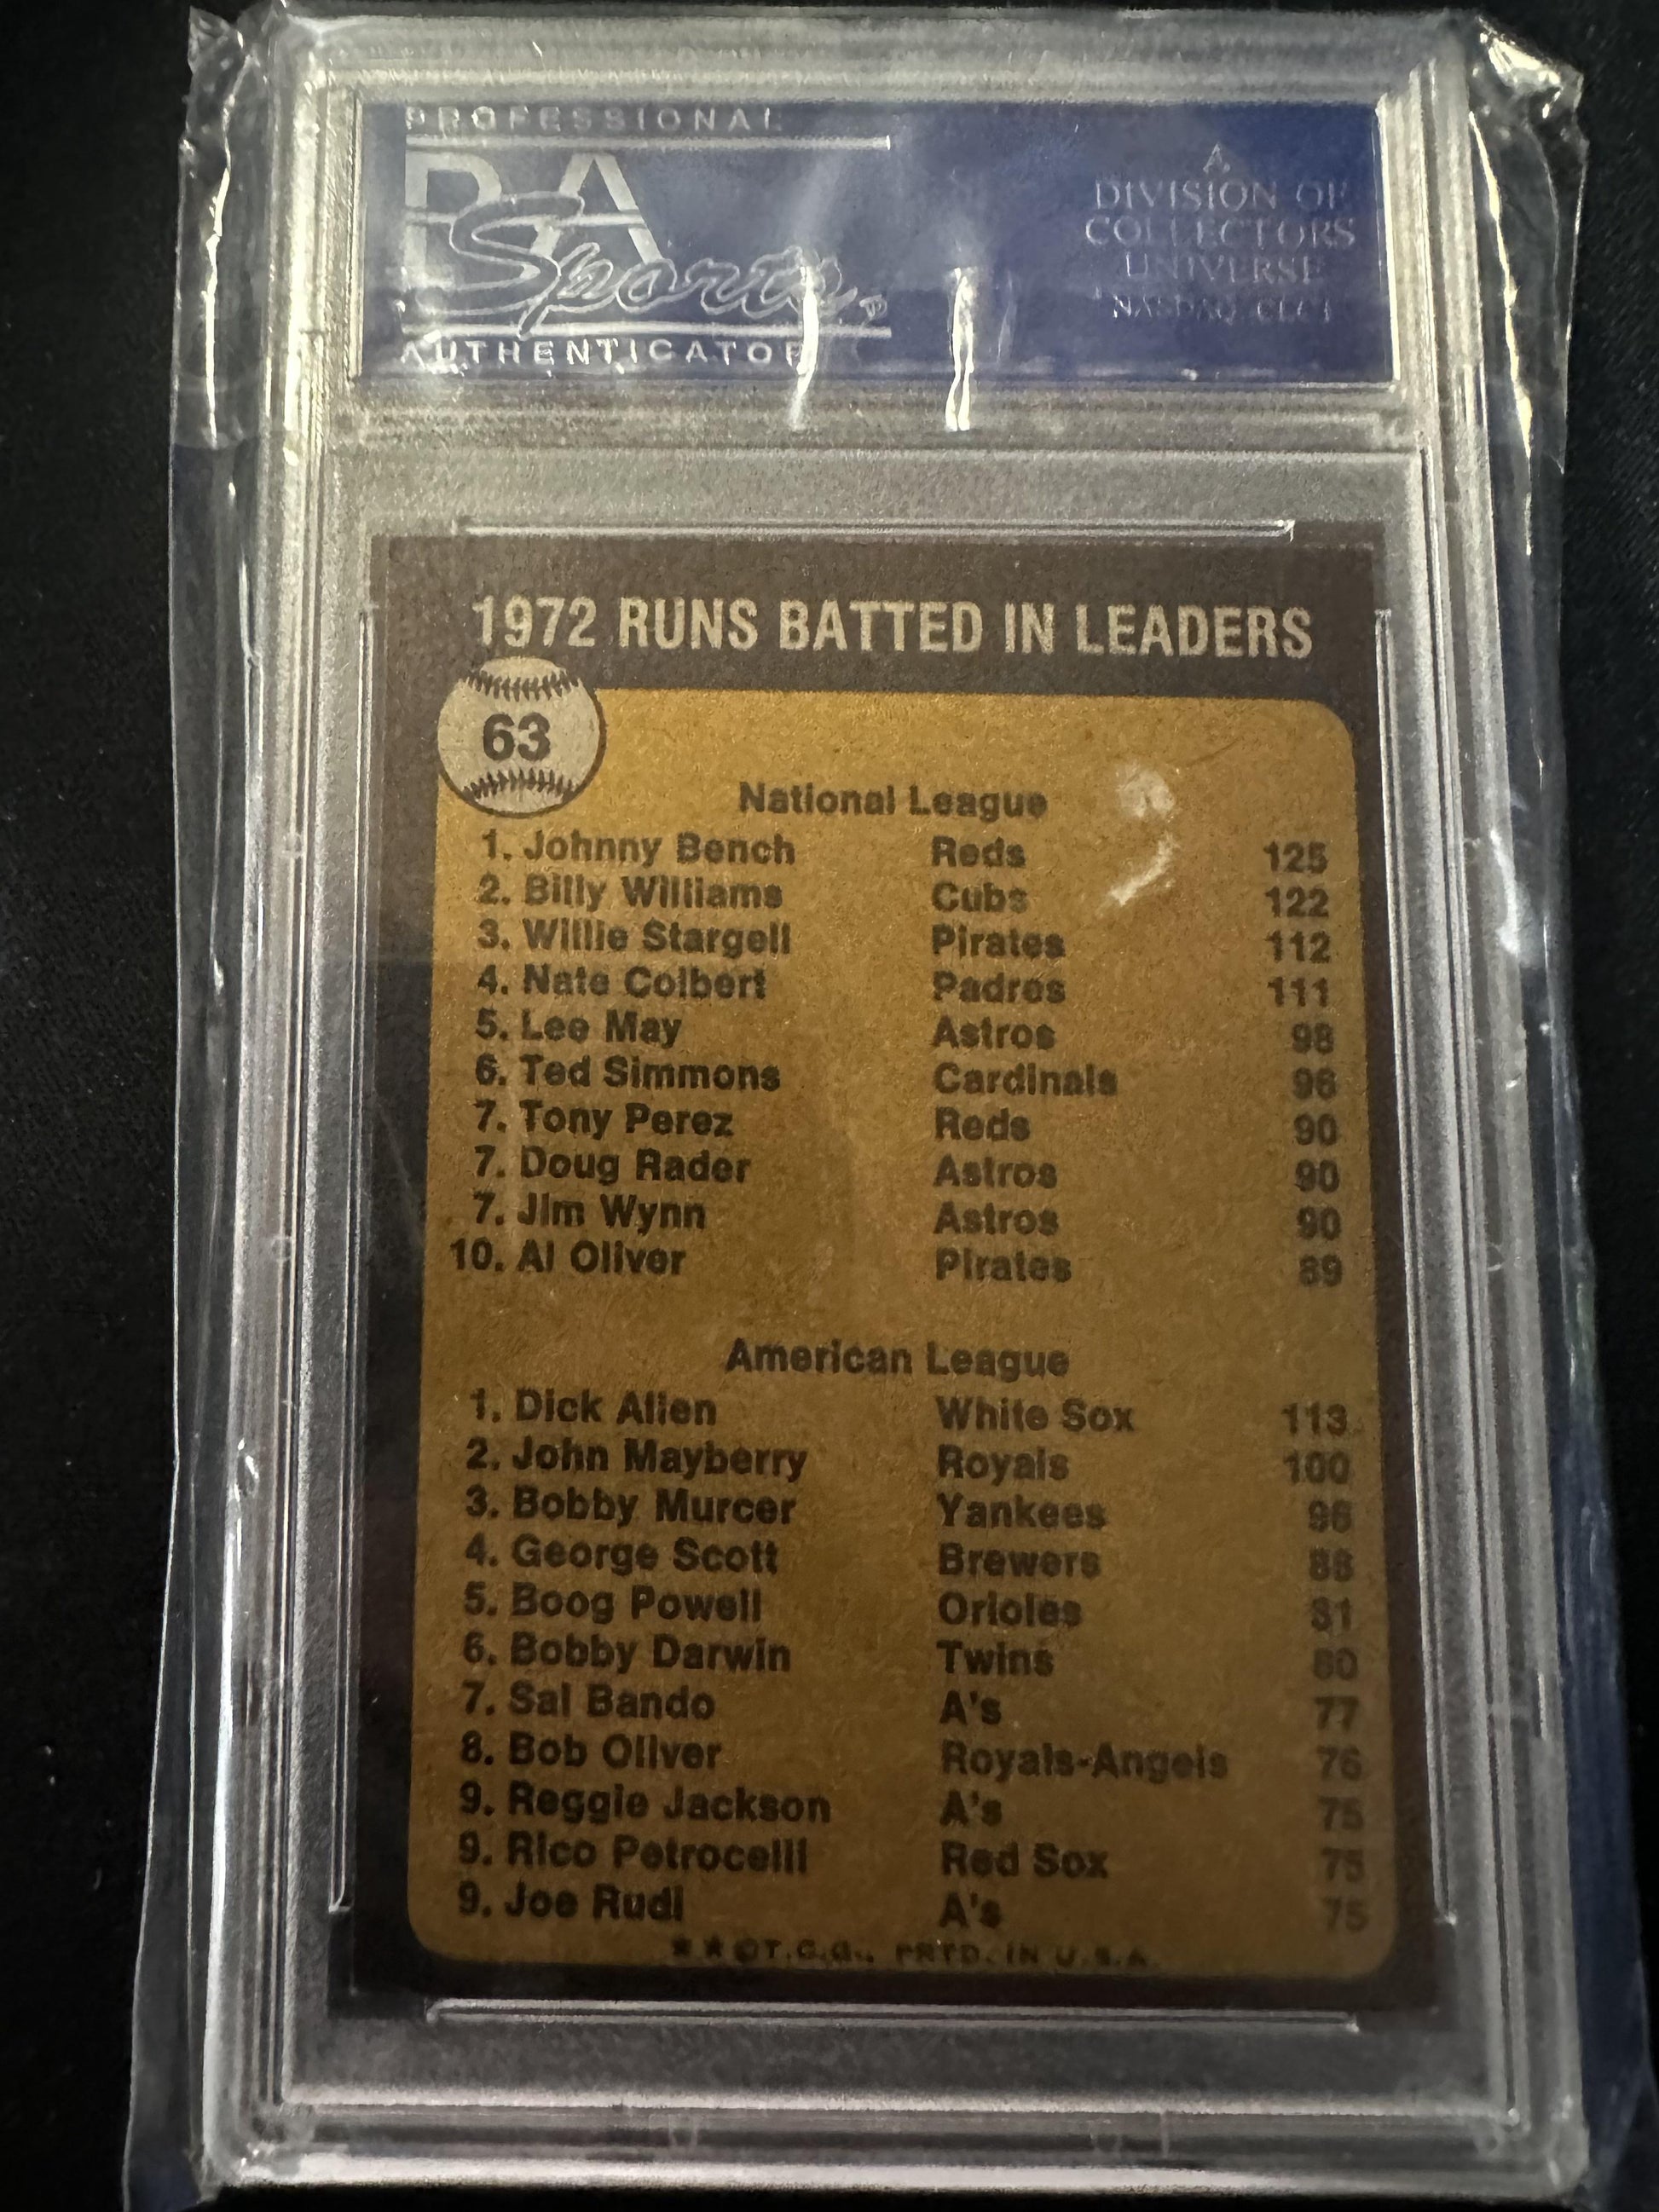 PROFESSIONAL
PSA
Sports
AUTHENTICATOR
A
DIVISION OF
COLLECTORS
UNIVERSE
NASDAQ: CLCT
1972 RUNS BATTED IN LEADERS
63
National League
1. Johnny Bench Reds 125
2. Billy Williams Cubs 122
3. Willie Stargell Pirates 112
4. Nate Colbert Padres 111
5. Lee May Astros 98
6. Ted Simmons Cardinals 96
7. Tony Perez Reds 90
7. Doug Rader Astros 90
7. Jim Wynn Astros 90
10. Al Oliver Pirates 89
American League
1. Dick Allen White Sox 113
2. John Mayberry Royals 100
3. Bobby Murcer Yankees 96
4. George Scott Brewers 88
5. Boog Powell Orioles 81
6. Bobby Darwin Twins 80
7. Sal Bando A's 77
8. Bob Oliver Royals-Angels 76
9. Reggie Jackson A's 75
9. Rico Petrocelli Red Sox 75
9. Joe Rudi A's 75
★★©T.C.G., PRTD. IN U.S.A.